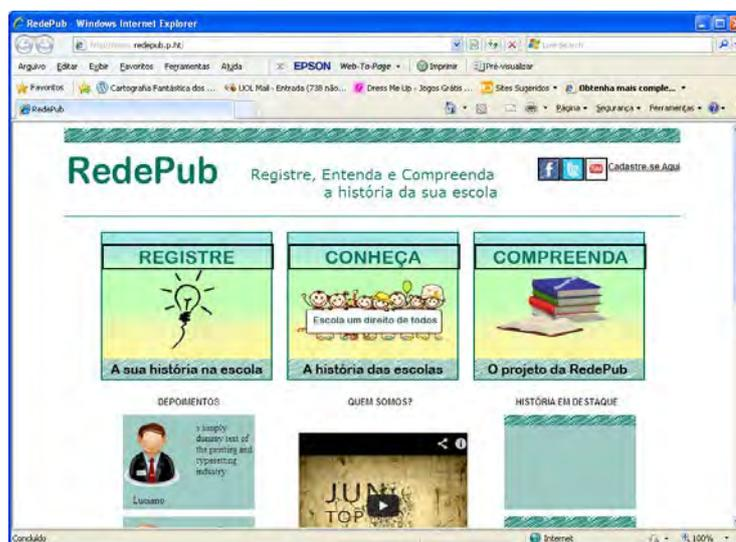 RedePub - Windows Internet Explorer
redepub.p.ht
Live Search
Arquivo Editar Exibir Favoritos Ferramentas Ajuda EPSON Web-To-Page Imprimir Pré-visualizar
Favoritos Cartografia Fantástica dos ... UOL Mail - Entrada (738 não... Dress Me Up - Jogos Grátis ... Sites Sugeridos Obtenha mais comple...
RedePub Página Segurança Ferramentas
RedePub
Registre, Entenda e Compreenda
a história da sua escola
Cadastre-se Aqui
REGISTRE
A sua história na escola
CONHEÇA
Escola um direito de todos
A história das escolas
COMPREENDA
O projeto da RedePub
DEPOIMENTOS
s simply
dummy text of
the printing and
typesetting
industry.
Luciano
QUEM SOMOS?
TOP
HISTÓRIA EM DESTAQUE
Concluído Internet 100%